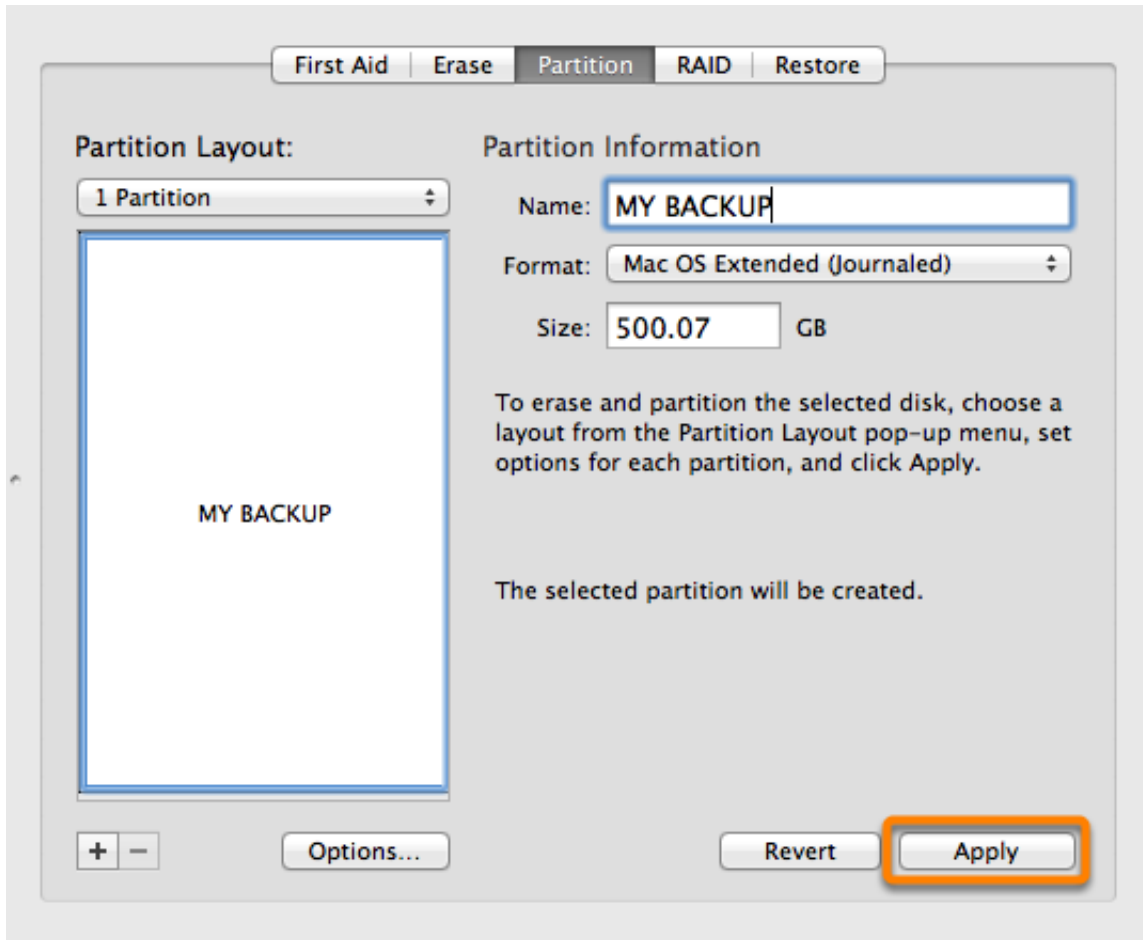 First Aid Erase Partition RAID Restore
Partition Layout:
1 Partition
MY BACKUP
+ −
Options...
Partition Information
Name: MY BACKUP
Format: Mac OS Extended (Journaled)
Size: 500.07 GB
To erase and partition the selected disk, choose a
layout from the Partition Layout pop-up menu, set
options for each partition, and click Apply.
The selected partition will be created.
Revert Apply